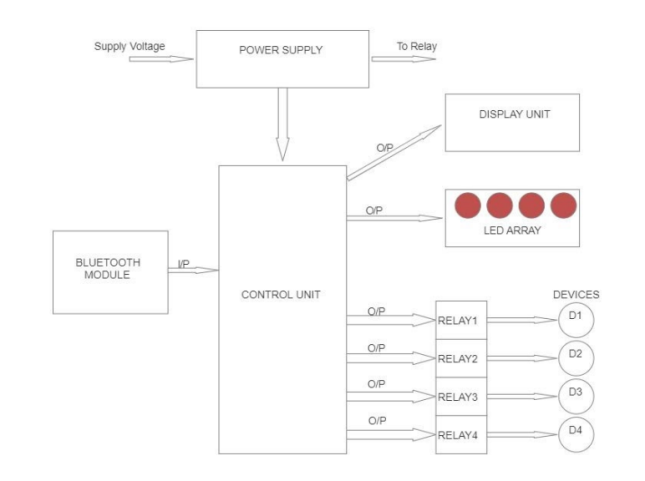 Supply Voltage
POWER SUPPLY
To Relay
DISPLAY UNIT
O/P
O/P
LED ARRAY
BLUETOOTH
MODULE
I/P
CONTROL UNIT
DEVICES
O/P
RELAY1
D1
O/P
RELAY2
D2
O/P
RELAY3
D3
O/P
RELAY4
D4